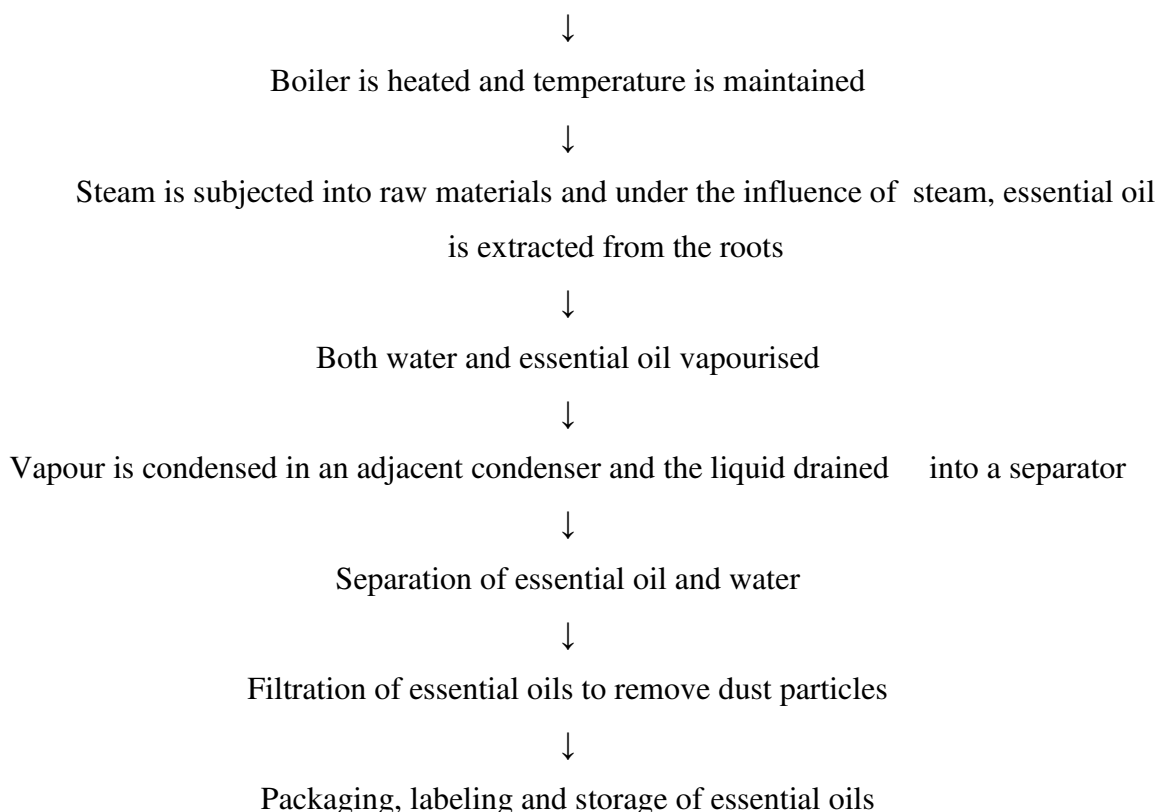 ↓
Boiler is heated and temperature is maintained
↓
Steam is subjected into raw materials and under the influence of steam, essential oil
is extracted from the roots
↓
Both water and essential oil vapourised
↓
Vapour is condensed in an adjacent condenser and the liquid drained into a separator
↓
Separation of essential oil and water
↓
Filtration of essential oils to remove dust particles
↓
Packaging, labeling and storage of essential oils